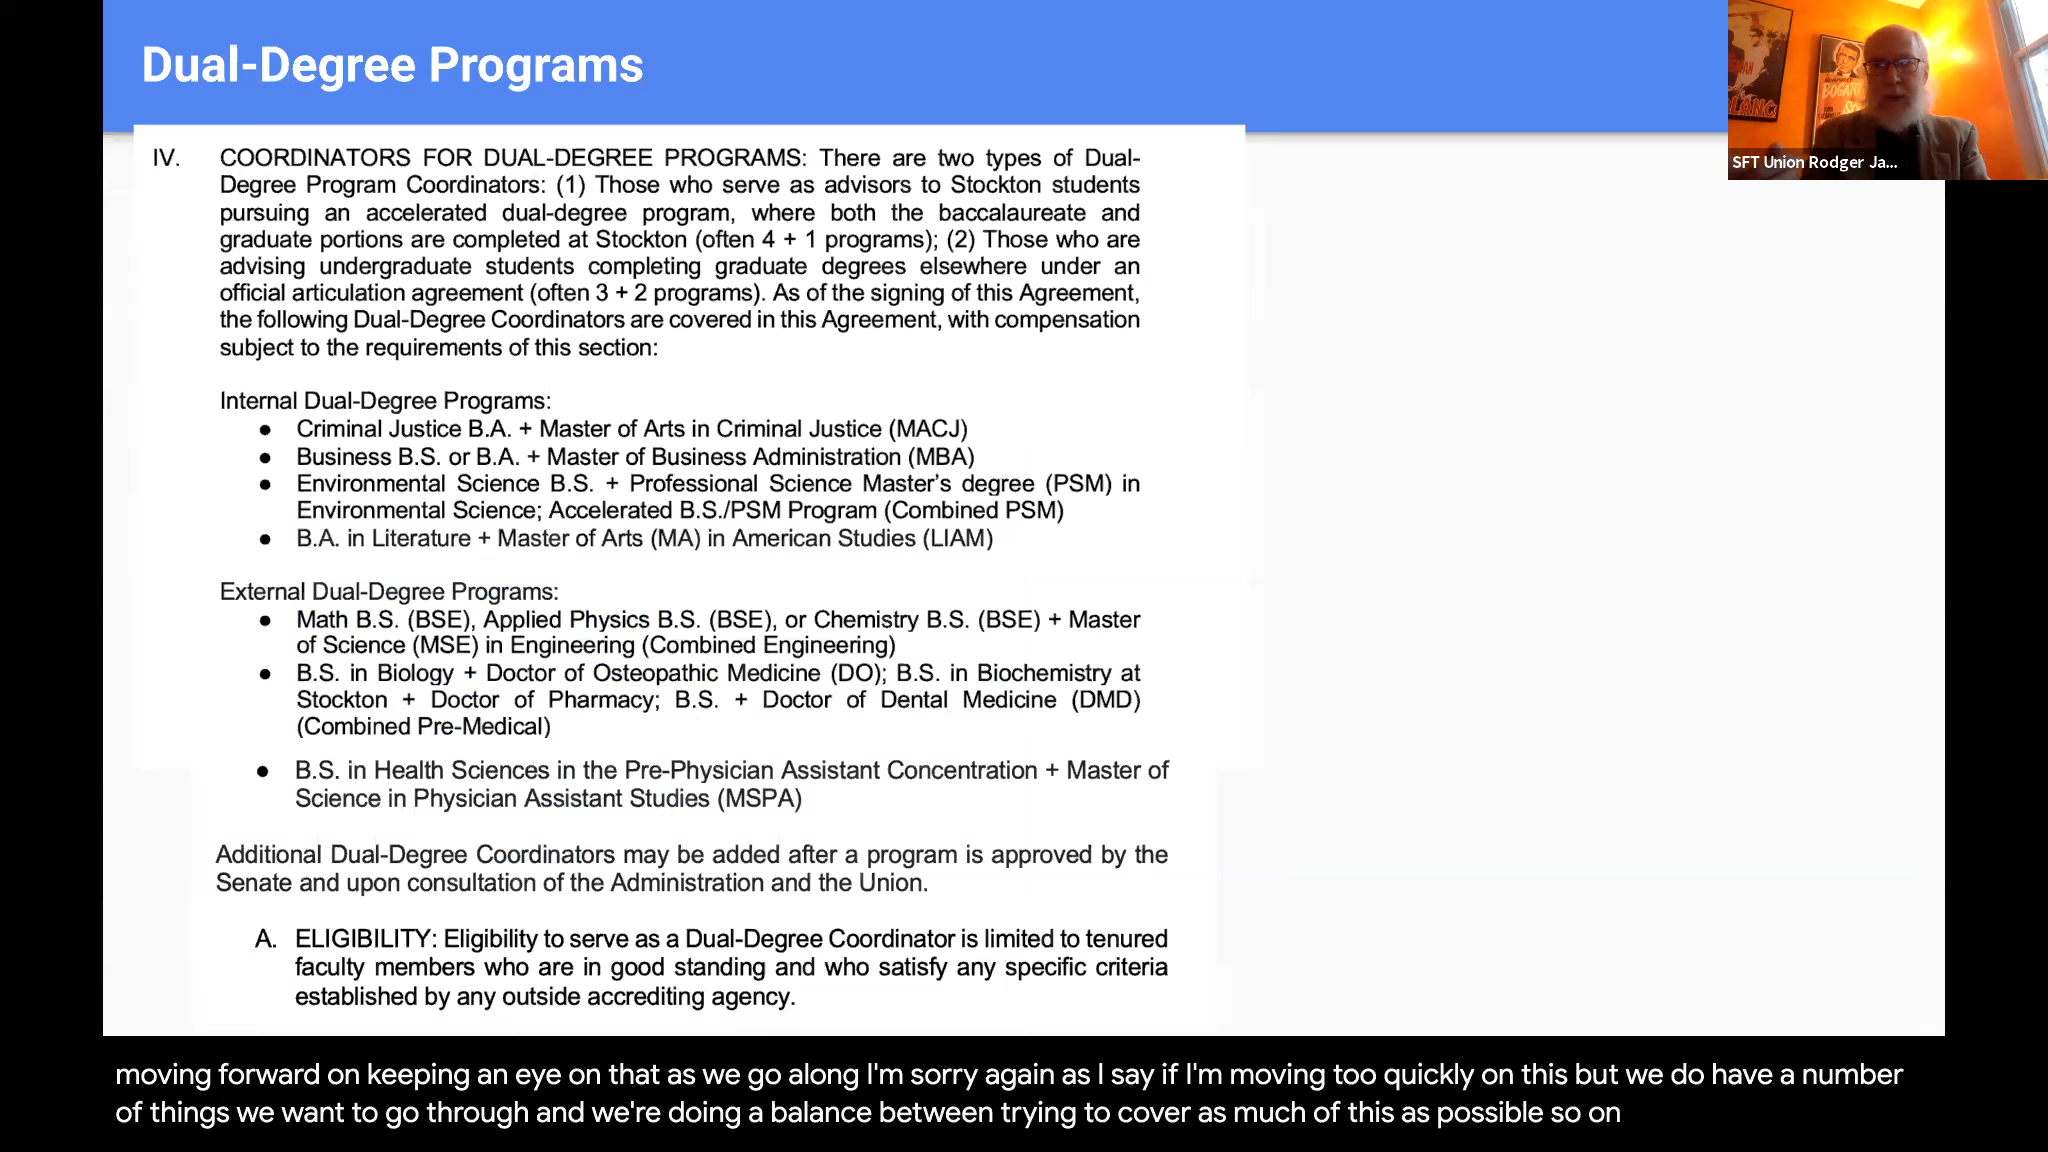 Dual-Degree Programs
IV. COORDINATORS FOR DUAL-DEGREE PROGRAMS: There are two types of Dual-
Degree Program Coordinators: (1) Those who serve as advisors to Stockton students
pursuing an accelerated dual-degree program, where both the baccalaureate and
graduate portions are completed at Stockton (often 4 + 1 programs); (2) Those who are
advising undergraduate students completing graduate degrees elsewhere under an
official articulation agreement (often 3 + 2 programs). As of the signing of this Agreement,
the following Dual-Degree Coordinators are covered in this Agreement, with compensation
subject to the requirements of this section:
Internal Dual-Degree Programs:
● Criminal Justice B.A. + Master of Arts in Criminal Justice (MACJ)
● Business B.S. or B.A. + Master of Business Administration (MBA)
● Environmental Science B.S. + Professional Science Master's degree (PSM) in
Environmental Science; Accelerated B.S./PSM Program (Combined PSM)
● B.A. in Literature + Master of Arts (MA) in American Studies (LIAM)
External Dual-Degree Programs:
● Math B.S. (BSE), Applied Physics B.S. (BSE), or Chemistry B.S. (BSE) + Master
of Science (MSE) in Engineering (Combined Engineering)
● B.S. in Biology + Doctor of Osteopathic Medicine (DO); B.S. in Biochemistry at
Stockton + Doctor of Pharmacy; B.S. + Doctor of Dental Medicine (DMD)
(Combined Pre-Medical)
● B.S. in Health Sciences in the Pre-Physician Assistant Concentration + Master of
Science in Physician Assistant Studies (MSPA)
Additional Dual-Degree Coordinators may be added after a program is approved by the
Senate and upon consultation of the Administration and the Union.
A. ELIGIBILITY: Eligibility to serve as a Dual-Degree Coordinator is limited to tenured
faculty members who are in good standing and who satisfy any specific criteria
established by any outside accrediting agency.
BOGART
SFT Union Rodger Ja...
moving forward on keeping an eye on that as we go along I'm sorry again as I say if I'm moving too quickly on this but we do have a number
of things we want to go through and we're doing a balance between trying to cover as much of this as possible so on